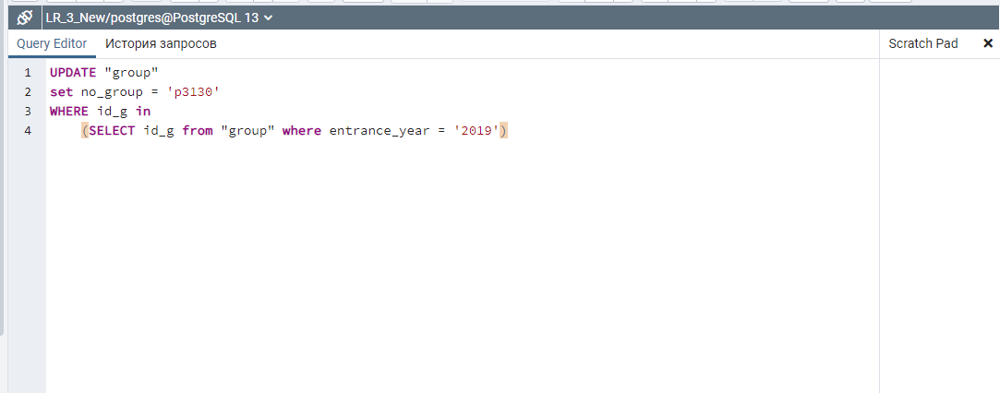 LR_3_New/postgres@PostgreSQL 13
Query Editor История запросов Scratch Pad ×
1 UPDATE "group"
2 set no_group = 'p3130'
3 WHERE id_g in
4 (SELECT id_g from "group" where entrance_year = '2019')